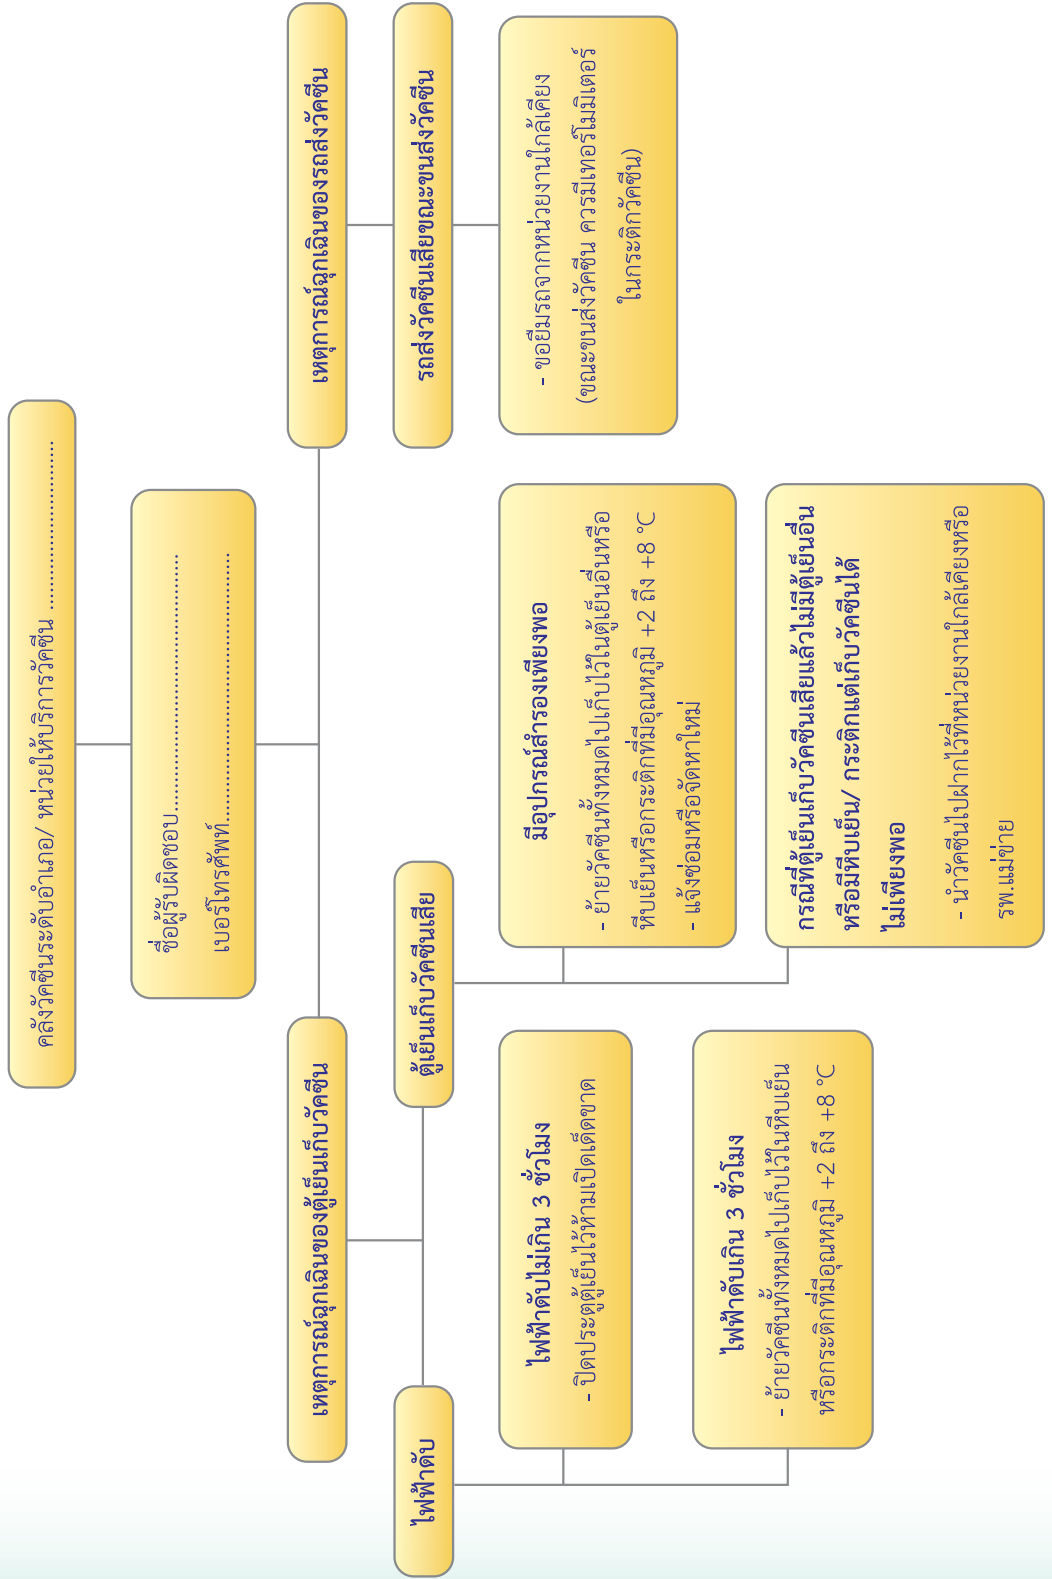 คลังวัคซีนระดับอำเภอ/ หน่วยให้บริการวัคซีน ........................
ชื่อผู้รับผิดชอบ........................................
เบอร์โทรศัพท์........................................
เหตุการณ์ฉุกเฉินของตู้เย็นเก็บวัคซีน
เหตุการณ์ฉุกเฉินของรถส่งวัคซีน
ไฟฟ้าดับ
ตู้เย็นเก็บวัคซีนเสีย
รถส่งวัคซีนเสียขณะขนส่งวัคซีน
ไฟฟ้าดับไม่เกิน 3 ชั่วโมง
- ปิดประตูตู้เย็นไว้ห้ามเปิดเด็ดขาด
ไฟฟ้าดับเกิน 3 ชั่วโมง
- ย้ายวัคซีนทั้งหมดไปเก็บไว้ในหีบเย็น
หรือกระติกที่มีอุณหภูมิ +2 ถึง +8 °C
มีอุปกรณ์สำรองเพียงพอ
- ย้ายวัคซีนทั้งหมดไปเก็บไว้ในตู้เย็นอื่นหรือ
หีบเย็นหรือกระติกที่มีอุณหภูมิ +2 ถึง +8 °C
- แจ้งซ่อมหรือจัดหาใหม่
กรณีที่ตู้เย็นเก็บวัคซีนเสียแล้วไม่มีตู้เย็นอื่น
หรือมีหีบเย็น/ กระติกแต่เก็บวัคซีนได้
ไม่เพียงพอ
- นำวัคซีนไปฝากไว้ที่หน่วยงานใกล้เคียงหรือ
รพ.แม่ข่าย
- ขอยืมรถจากหน่วยงานใกล้เคียง
(ขณะขนส่งวัคซีน ควรมีเทอร์โมมิเตอร์
ในกระติกวัคซีน)